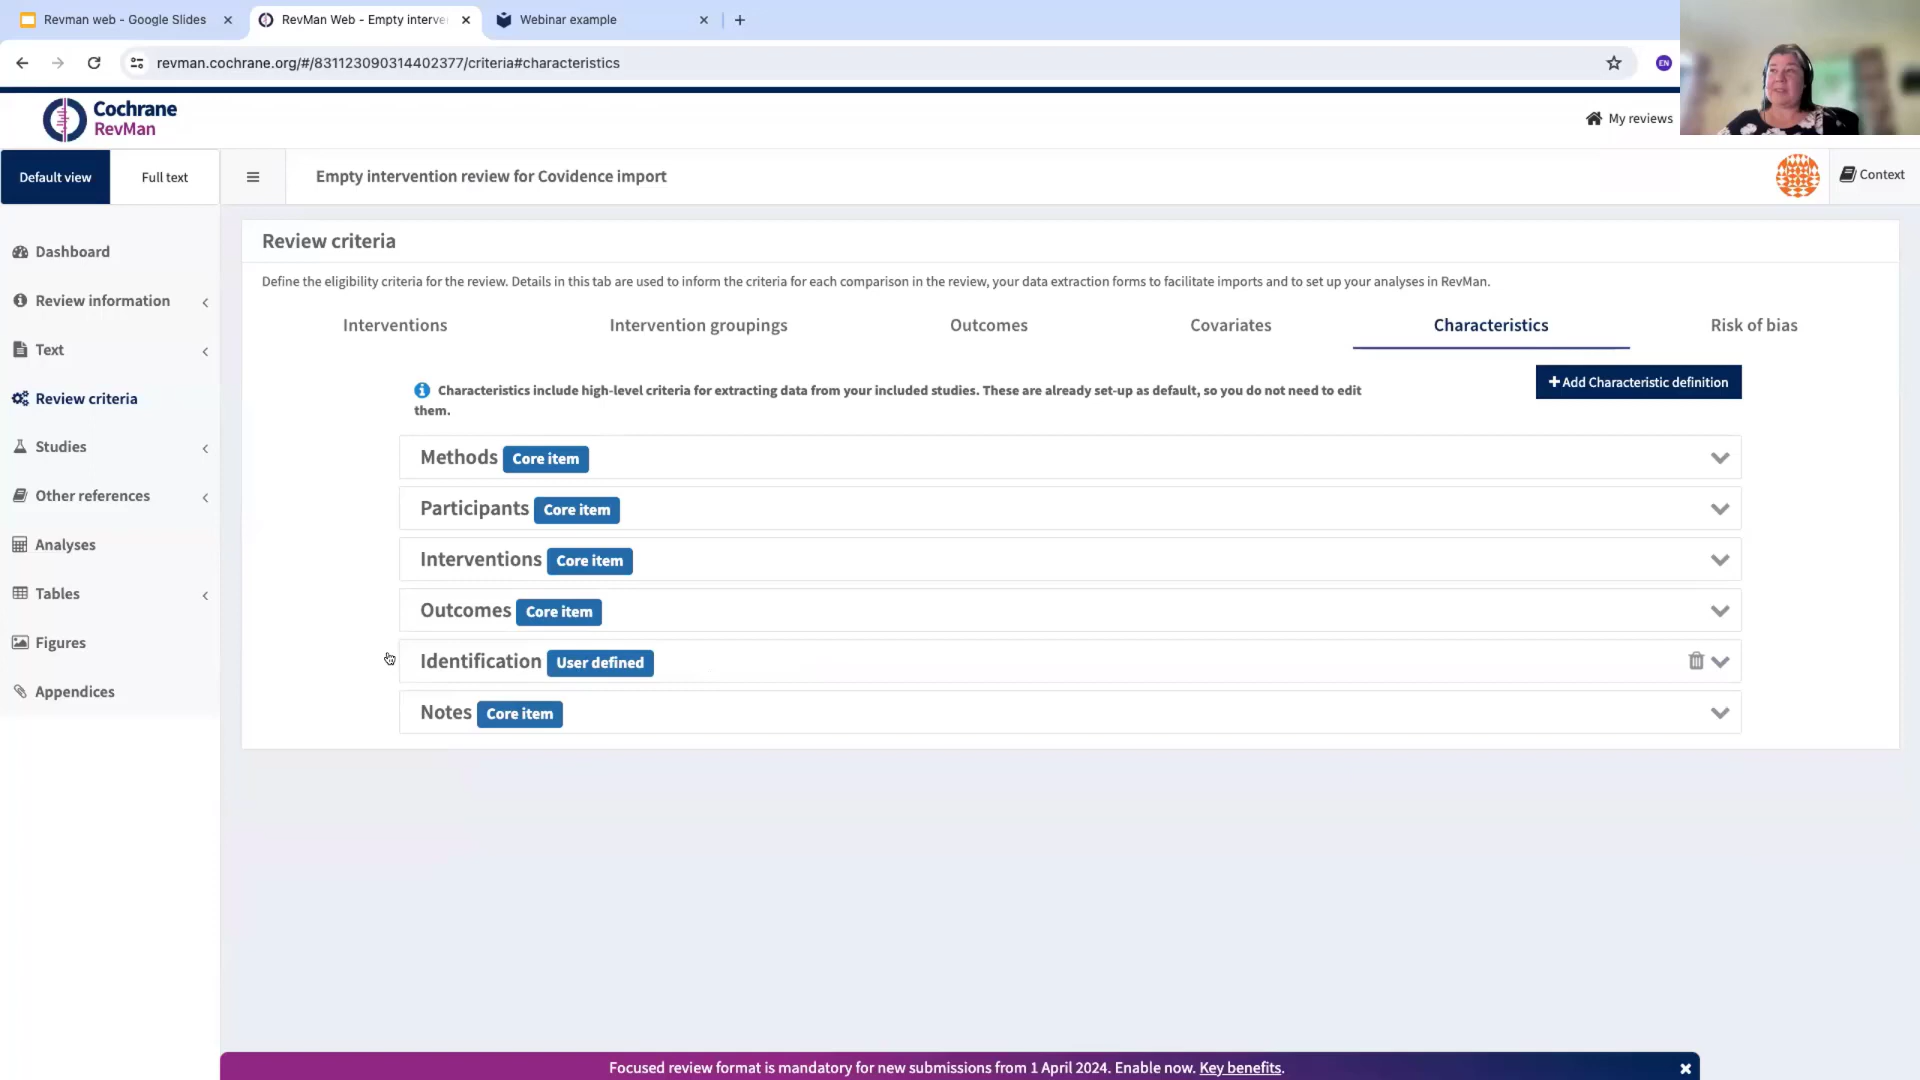 Revman web - Google Slides
RevMan Web - Empty interve
Webinar example
revman.cochrane.org/#/831123090314402377/criteria#characteristics
EN
Cochrane
RevMan
My reviews
Default view
Full text
Empty intervention review for Covidence import
Context
Dashboard
Review information
Text
Review criteria
Studies
Other references
Analyses
Tables
Figures
Appendices
Review criteria
Define the eligibility criteria for the review. Details in this tab are used to inform the criteria for each comparison in the review, your data extraction forms to facilitate imports and to set up your analyses in RevMan.
Interventions
Intervention groupings
Outcomes
Covariates
Characteristics
Risk of bias
Characteristics include high-level criteria for extracting data from your included studies. These are already set-up as default, so you do not need to edit
them.
+Add Characteristic definition
Methods Core item
Participants Core item
Interventions Core item
Outcomes Core item
Identification User defined
Notes Core item
Focused review format is mandatory for new submissions from 1 April 2024. Enable now. Key benefits.